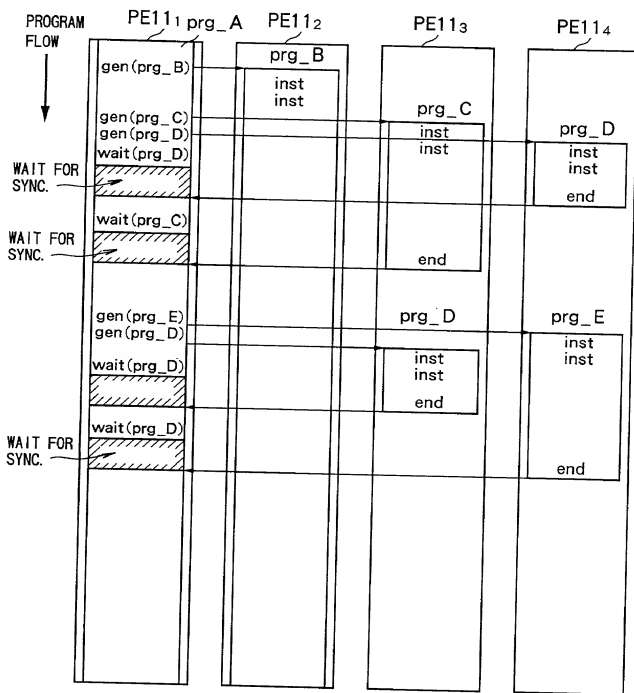 PROGRAM FLOW
PE11₁ prg_A PE11₂ PE11₃ PE11₄
gen(prg_B)
prg_B
inst
inst
gen(prg_C)
prg_C
gen(prg_D)
inst
prg_D
wait(prg_D)
inst
inst
inst
WAIT FOR SYNC.
end
wait(prg_C)
WAIT FOR SYNC.
end
gen(prg_E)
prg_D
prg_E
gen(prg_D)
inst
inst
wait(prg_D)
inst
inst
end
wait(prg_D)
WAIT FOR SYNC.
end